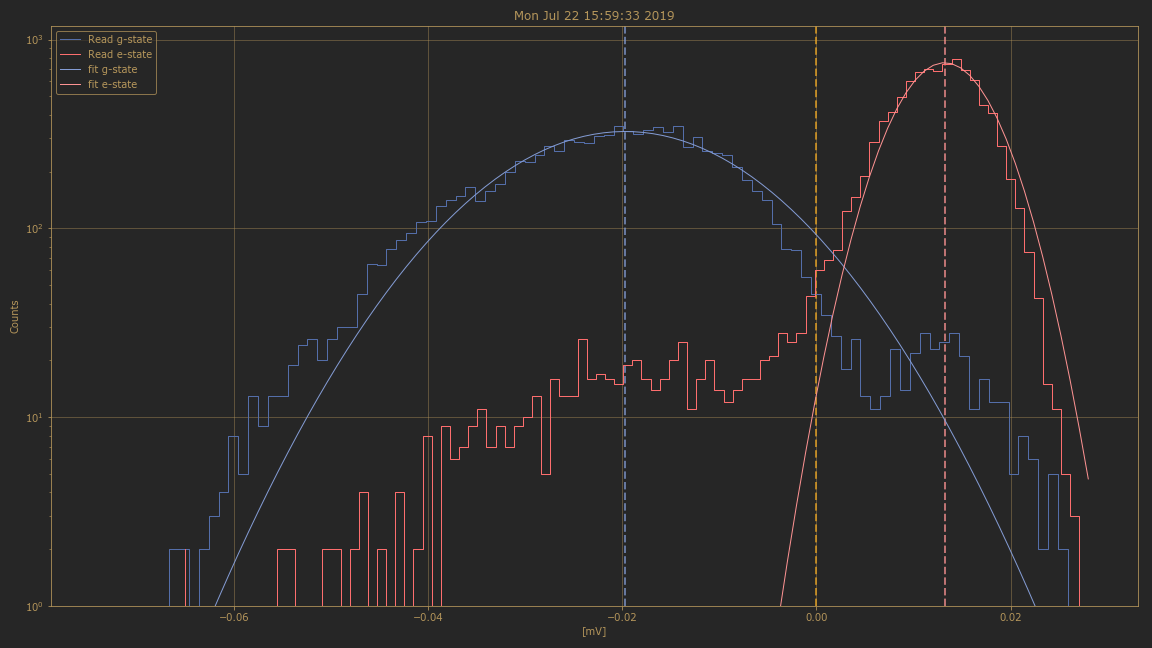 Mon Jul 22 15:59:33 2019
Read g-state
Read e-state
fit g-state
fit e-state
10³
10²
10¹
10⁰
Counts
−0.06
−0.04
−0.02
0.00
0.02
[mV]